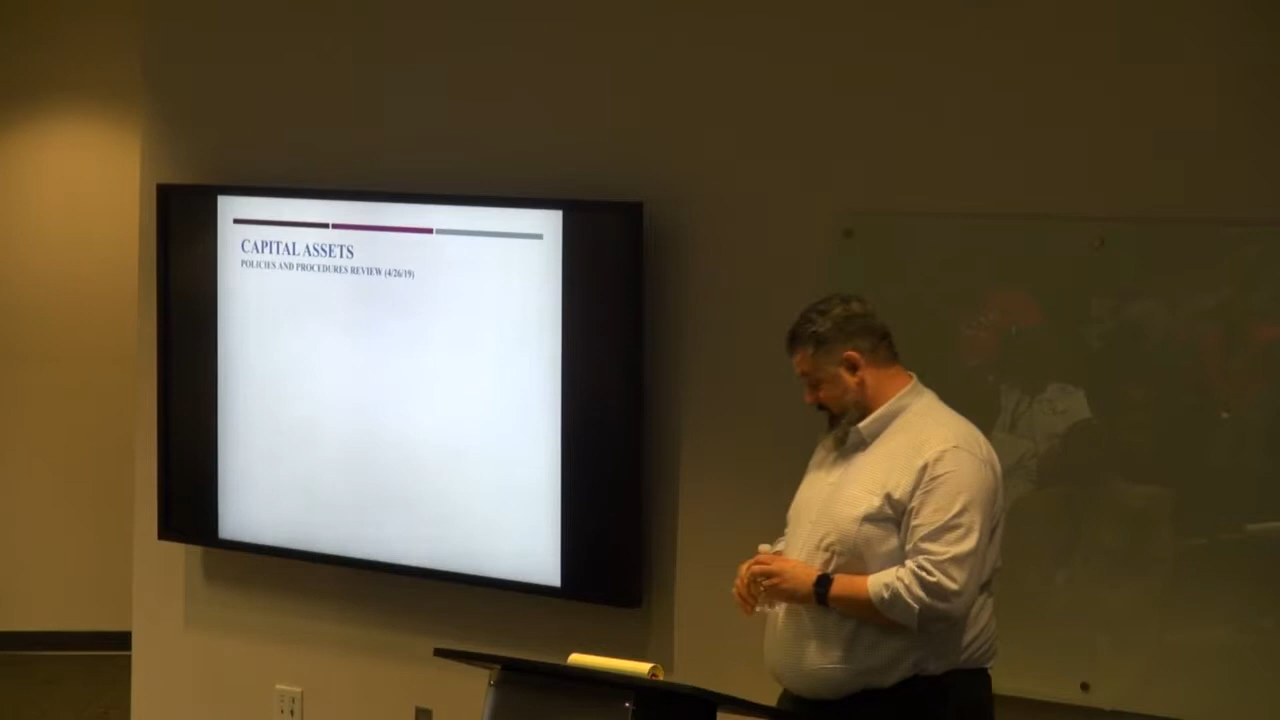 CAPITAL ASSETS
POLICIES AND PROCEDURES REVIEW (4/26/19)